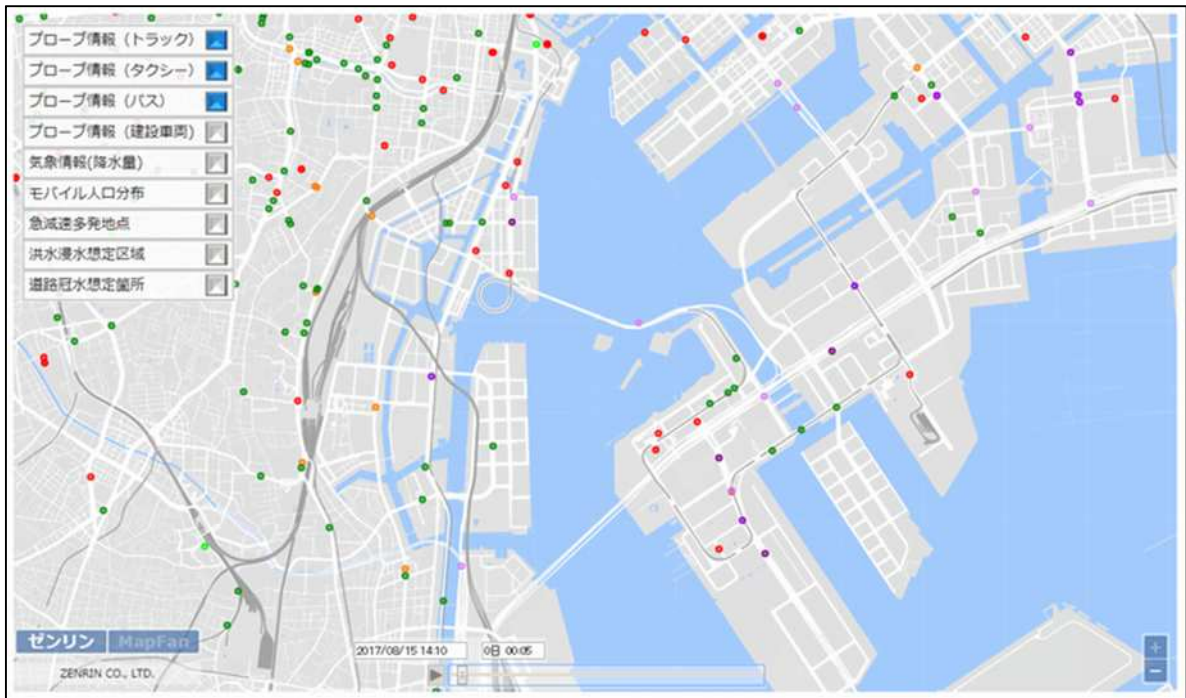 プローブ情報（トラック）
プローブ情報（タクシー）
プローブ情報（バス）
プローブ情報（建設車両）
気象情報(降水量)
モバイル人口分布
急減速多発地点
洪水浸水想定区域
道路冠水想定箇所
ゼンリン MapFan
2017/08/15 14:10 0日 00:05
ZENRIN CO., LTD.
+
−